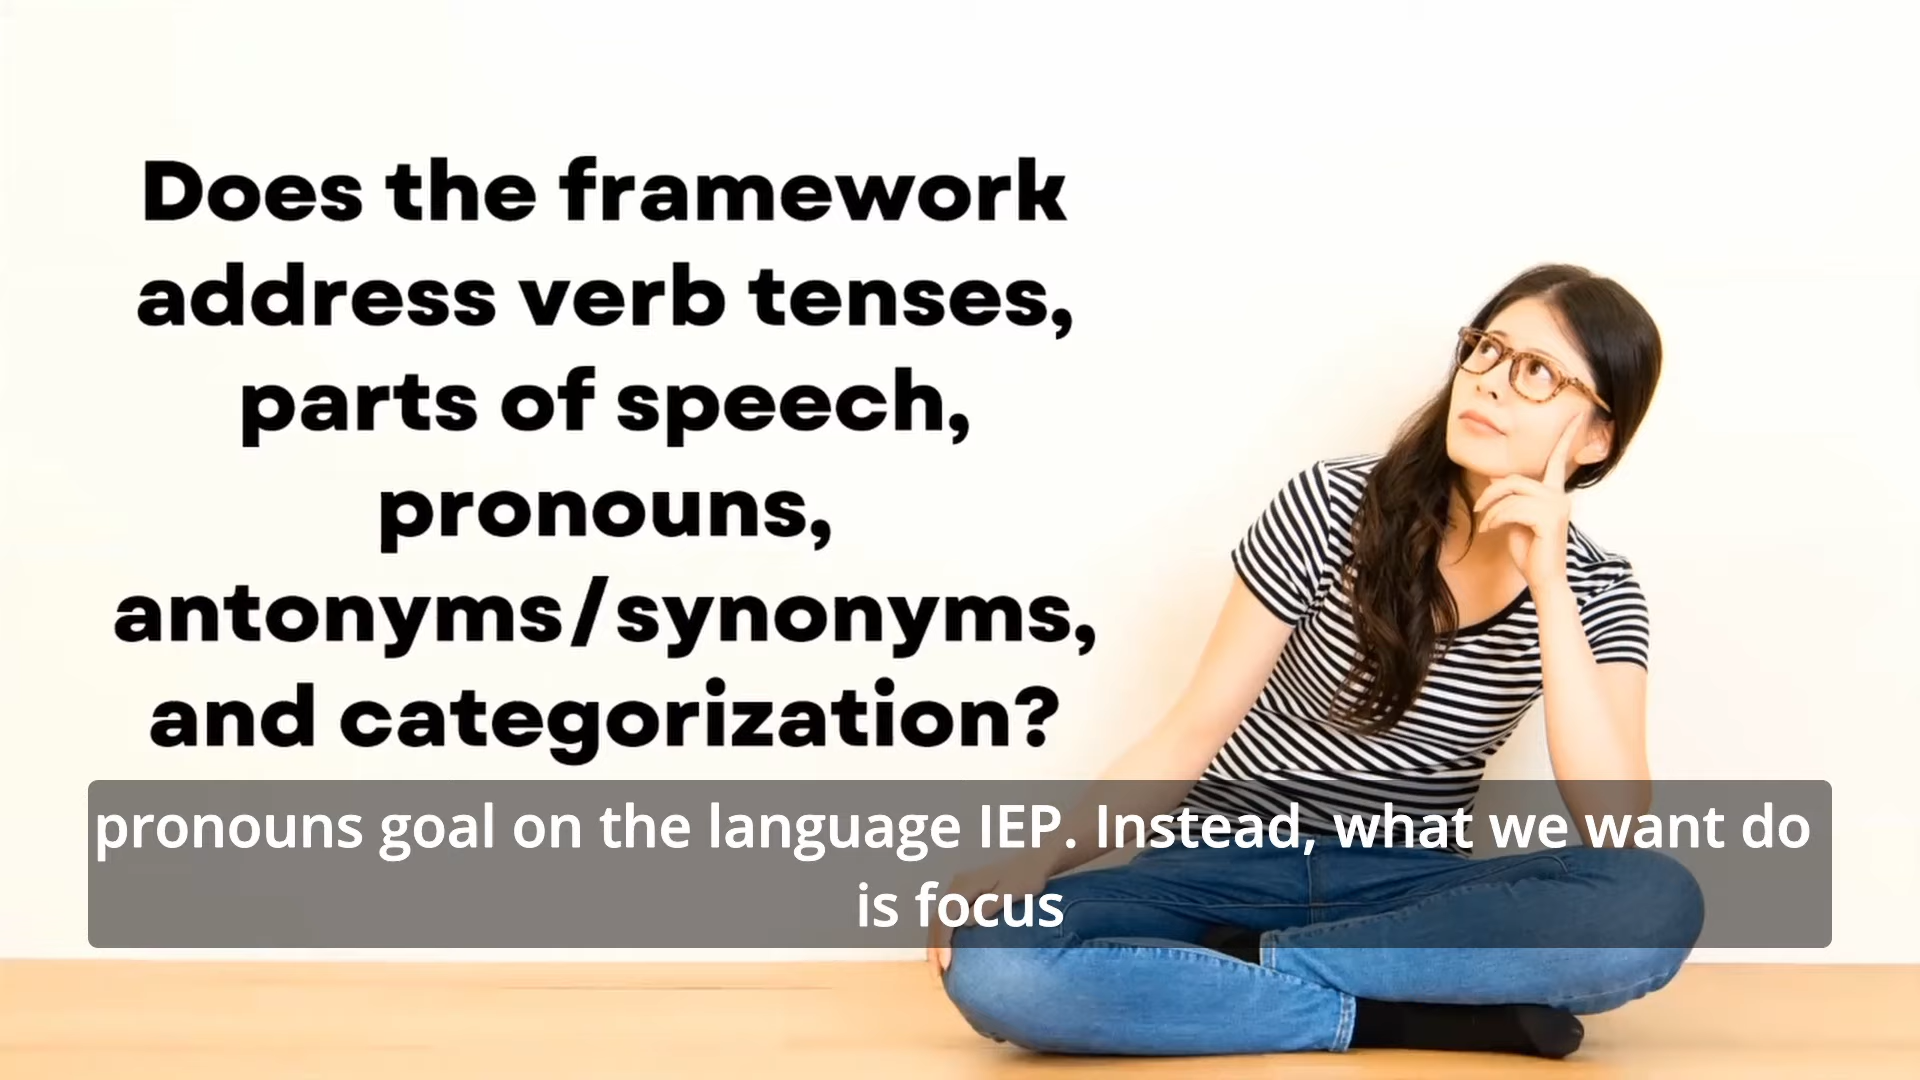 Does the framework
address verb tenses,
parts of speech,
pronouns,
antonyms/synonyms,
and categorization?
pronouns goal on the language IEP. Instead, what we want do
is focus